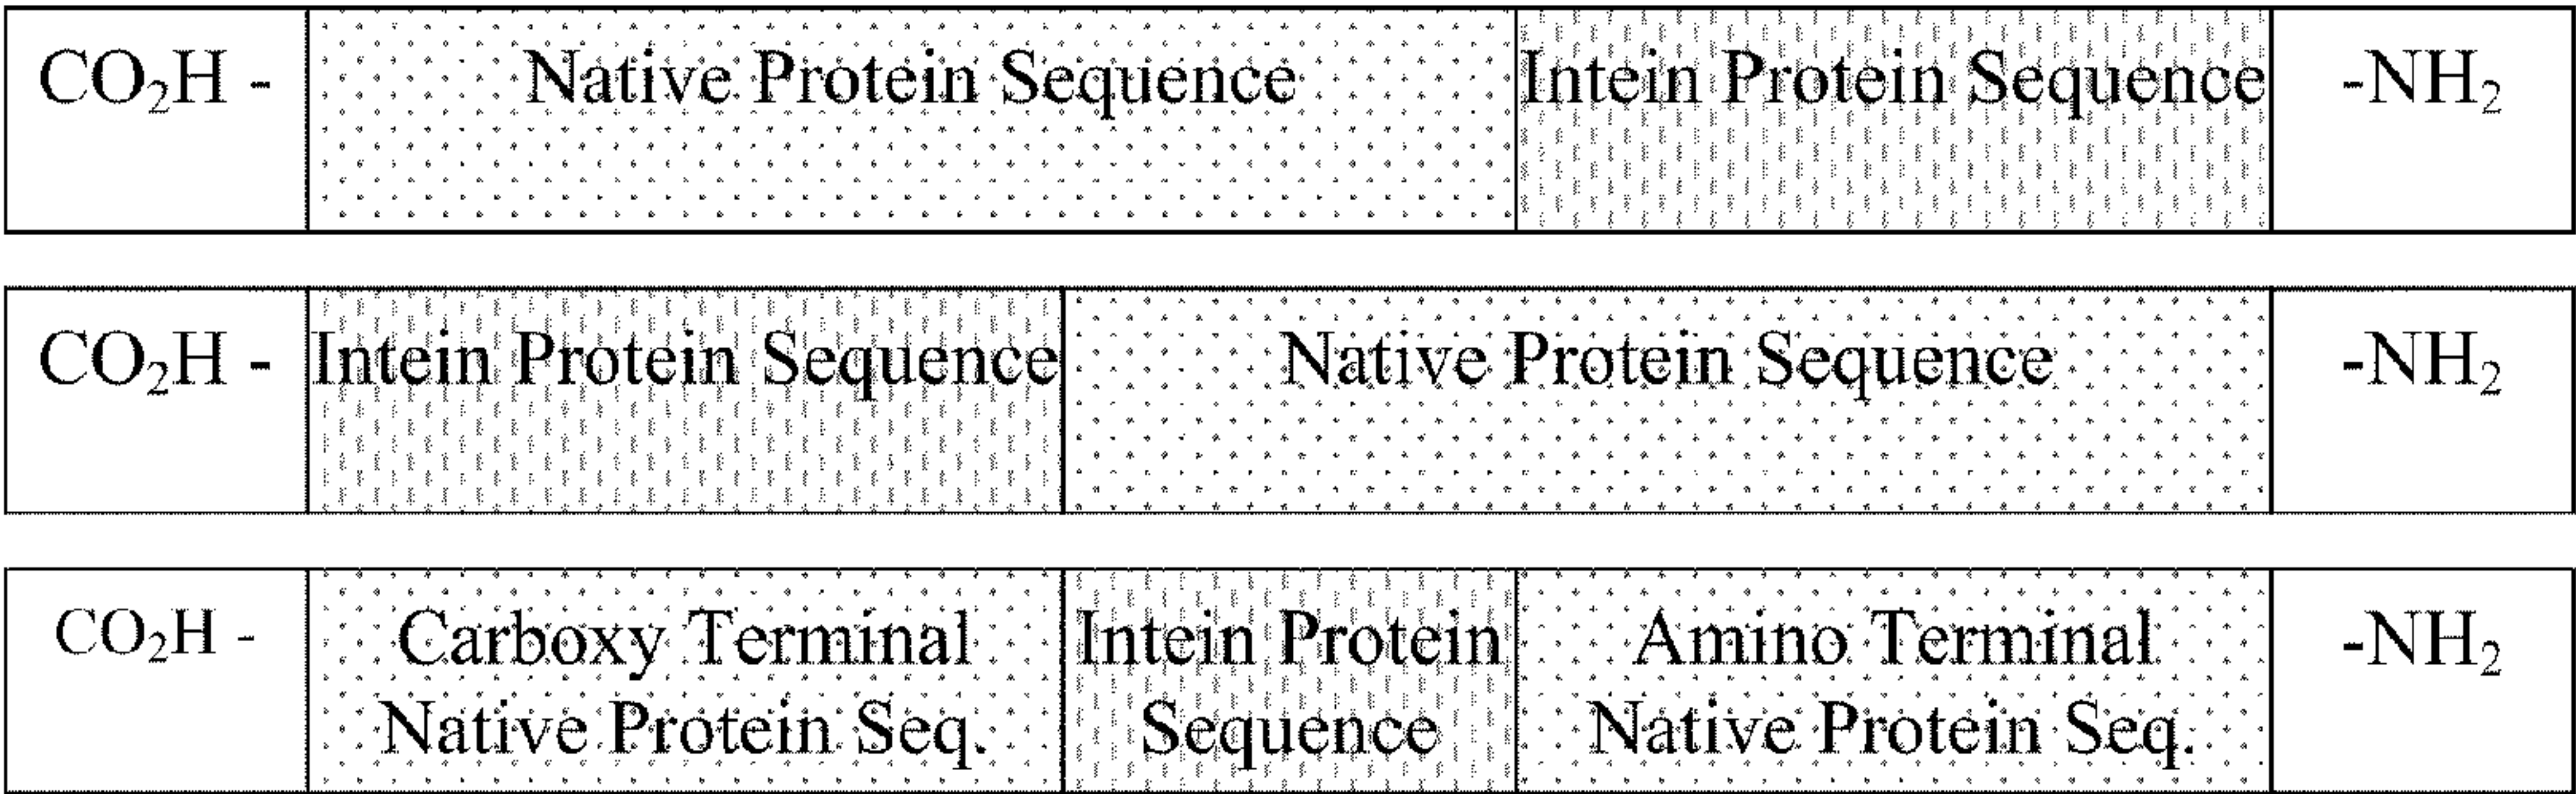 CO₂H - Native Protein Sequence Intein Protein Sequence -NH₂
CO₂H - Intein Protein Sequence Native Protein Sequence -NH₂
CO₂H - Carboxy Terminal Intein Protein Amino Terminal -NH₂
Native Protein Seq. Sequence Native Protein Seq.